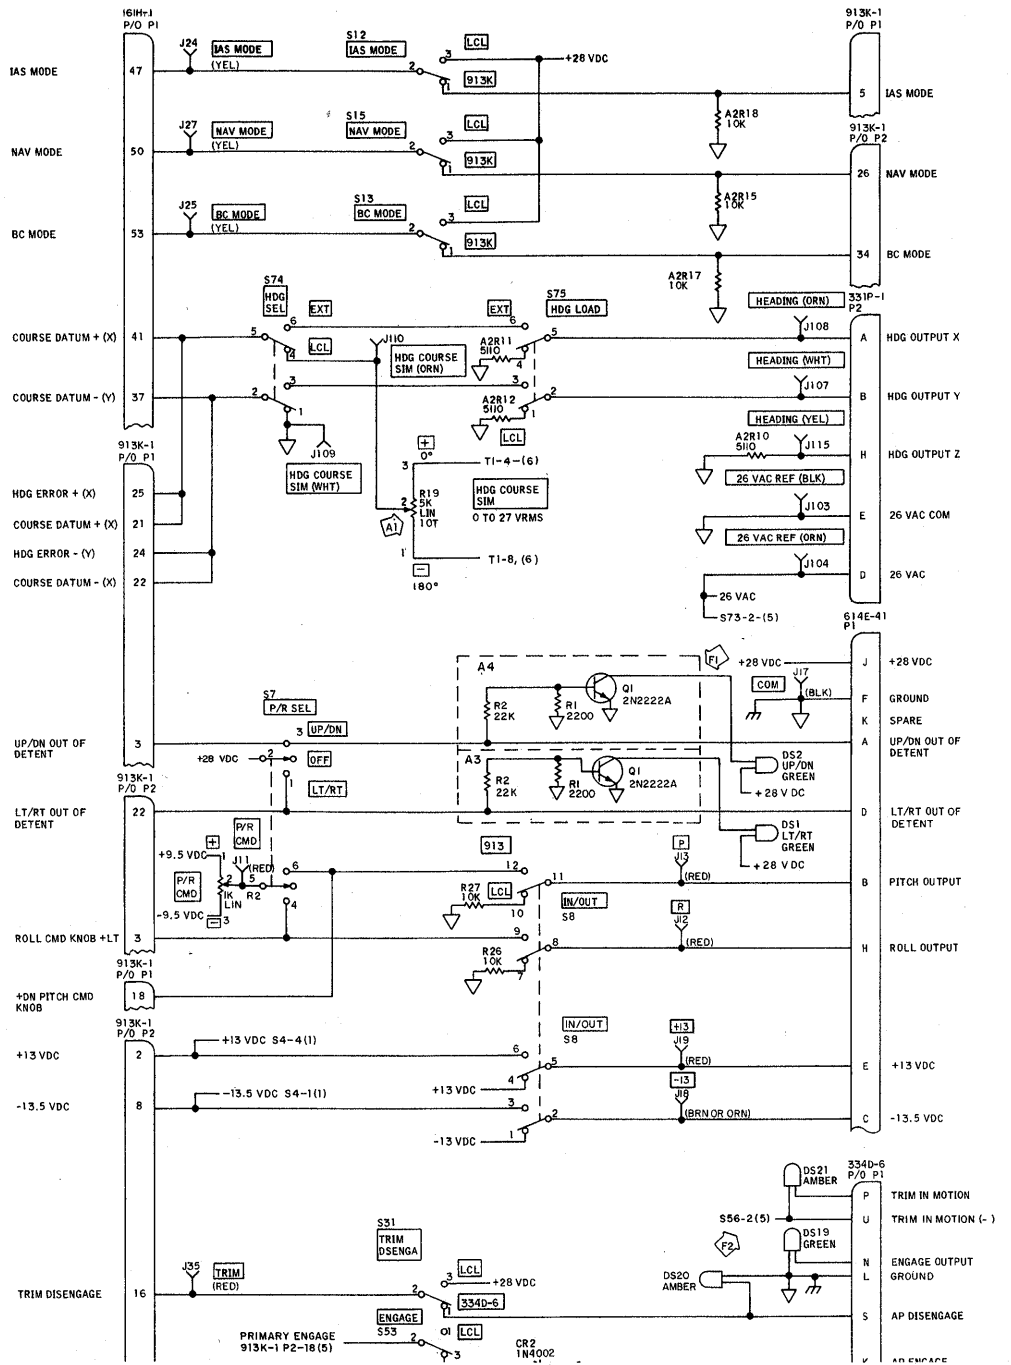 161H-1
P/O P1
913K-1
P/O P1
J24
IAS MODE
(YEL)
S12
IAS MODE
LCL
3
+28 VDC
IAS MODE
47
2
1
913K
5
IAS MODE
A2R18
10K
913K-1
P/O P2
J27
NAV MODE
(YEL)
S15
NAV MODE
LCL
3
NAV MODE
50
2
1
913K
26
NAV MODE
A2R15
10K
J25
BC MODE
(YEL)
S13
BC MODE
LCL
3
BC MODE
53
2
1
913K
34
BC MODE
A2R17
10K
S74
HDG
SEL
EXT
6
EXT
6
S75
HDG LOAD
HEADING (ORN)
331P-1
P2
COURSE DATUM + (X)
41
5
4
LCL
J110
HDG COURSE
SIM (ORN)
A2R11
5110
4
5
J108
A
HDG OUTPUT X
HEADING (WHT)
3
3
J107
COURSE DATUM - (Y)
37
2
1
A2R12
5110
1
2
B
HDG OUTPUT Y
LCL
HEADING (YEL)
A2R10
5110
J115
H
HDG OUTPUT Z
913K-1
P/O P1
J109
HDG COURSE
SIM (WHT)
+
0°
3
T1-4-(6)
26 VAC REF (BLK)
HDG ERROR + (X)
25
2
R19
5K
LIN
10T
A1
HDG COURSE
SIM
0 TO 27 VRMS
J103
E
26 VAC COM
COURSE DATUM + (X)
21
26 VAC REF (ORN)
HDG ERROR - (Y)
24
1
T1-8, (6)
J104
COURSE DATUM - (X)
22
−
180°
D
26 VAC
26 VAC
S73-2-(5)
614E-41
P1
A4
F1
+28 VDC
J
+28 VDC
COM
J17
(BLK)
S7
P/R SEL
R2
22K
R1
2200
Q1
2N2222A
F
GROUND
K
SPARE
UP/DN OUT OF
DETENT
3
3
UP/DN
A
UP/DN OUT OF
DETENT
+28 VDC
2
OFF
A3
R2
22K
R1
2200
Q1
2N2222A
DS2
UP/DN
GREEN
+28 V DC
913K-1
P/O P2
1
LT/RT
LT/RT OUT OF
DETENT
22
D
LT/RT OUT OF
DETENT
DS1
LT/RT
GREEN
+28 V DC
P/R
CMD
+
+9.5 VDC
1
J11
(RED)
6
913
12
P
J13
(RED)
P/R
CMD
2
1K
LIN
5
R2
4
LCL
R27
10K
10
11
B
PITCH OUTPUT
-9.5 VDC
−
3
IN/OUT
S8
R
J12
(RED)
ROLL CMD KNOB +LT
3
9
R26
10K
7
8
H
ROLL OUTPUT
913K-1
P/O P1
+DN PITCH CMD
KNOB
18
913K-1
P/O P2
+13 VDC S4-4(1)
IN/OUT
S8
+13
J19
(RED)
+13 VDC
2
6
5
E
+13 VDC
+13 VDC
4
-13
J18
(BRN OR ORN)
-13.5 VDC S4-1(1)
-13.5 VDC
8
3
2
C
-13.5 VDC
-13 VDC
1
DS21
AMBER
334D-6
P/O P1
P
TRIM IN MOTION
S56-2(5)
U
TRIM IN MOTION (-)
S31
TRIM
DSENGA
F2
DS19
GREEN
N
ENGAGE OUTPUT
J35
TRIM
(RED)
LCL
3
+28 VDC
DS20
AMBER
L
GROUND
TRIM DISENGAGE
16
2
1
334D-6
S
AP DISENGAGE
ENGAGE
S53
1
LCL
PRIMARY ENGAGE
913K-1 P2-18(5)
2
3
CR2
1N4002
K
AP ENGAGE